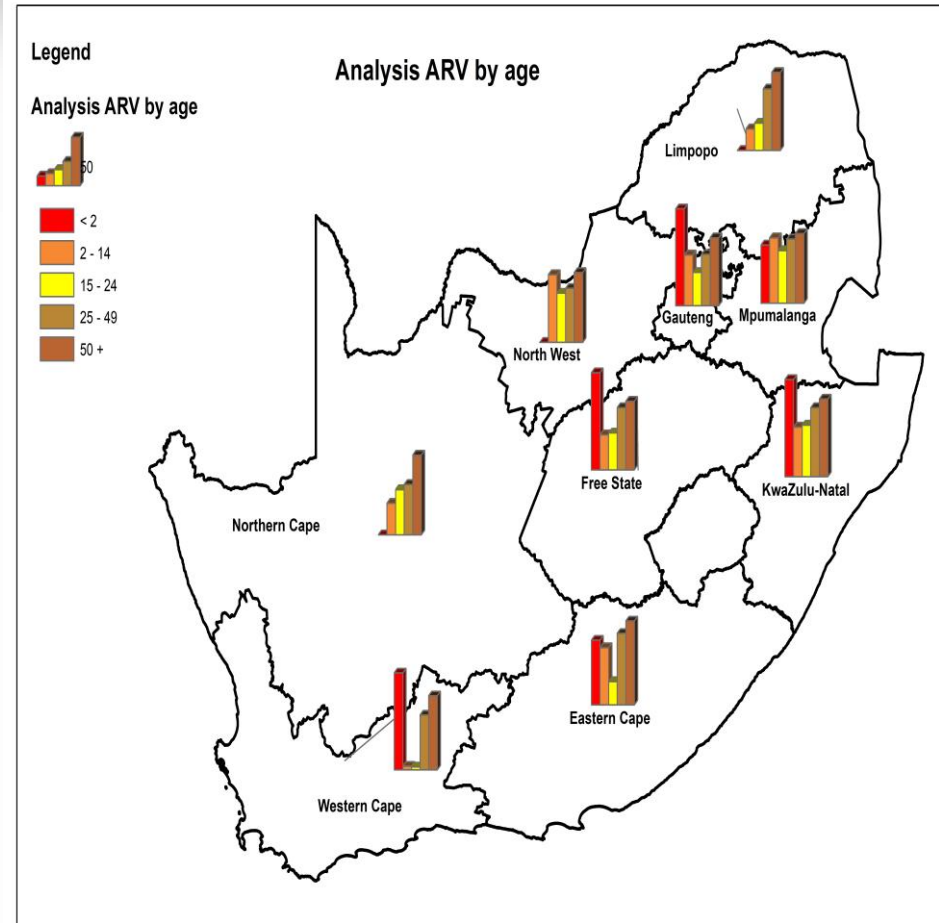 Legend
Analysis ARV by age
Analysis ARV by age
50
< 2
2 - 14
15 - 24
25 - 49
50 +
Limpopo
Gauteng
Mpumalanga
North West
Free State
KwaZulu-Natal
Northern Cape
Eastern Cape
Western Cape